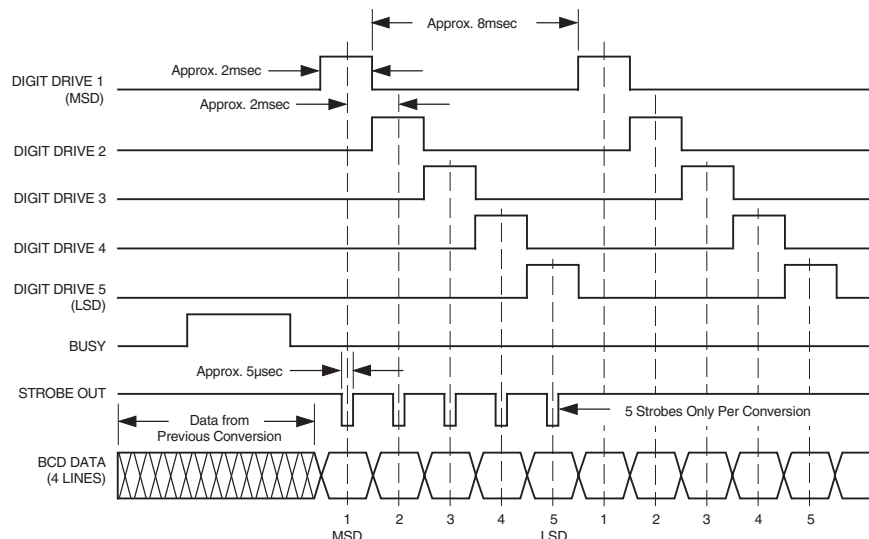 Approx. 8msec
Approx. 2msec
DIGIT DRIVE 1
(MSD)
Approx. 2msec
DIGIT DRIVE 2
DIGIT DRIVE 3
DIGIT DRIVE 4
DIGIT DRIVE 5
(LSD)
BUSY
Approx. 5µsec
STROBE OUT
5 Strobes Only Per Conversion
Data from
Previous Conversion
BCD DATA
(4 LINES)
1 2 3 4 5 1 2 3 4 5
MSD LSD